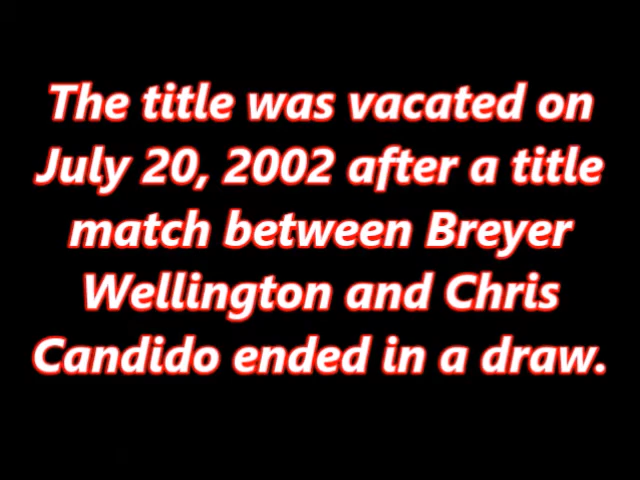 The title was vacated on
July 20, 2002 after a title
match between Breyer
Wellington and Chris
Candido ended in a draw.